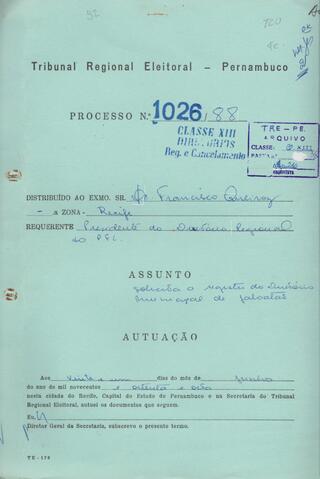 Tribunal Regional Eleitoral — Pernambuco
PROCESSO N.º 1026/88
CLASSE XIII
DIRETÓRIOS
Reg. e Cancelamento
TRE-PE.
ARQUIVO
CLASSE:
DISTRIBUÍDO AO EXMO. SR. Dr. Francisco Queiroz
- a ZONA - Recife
REQUERENTE Presidente do Diretório Regional
do PFL.
ASSUNTO
solicita o registro do Diretório
municipal de Jaboatão
AUTUAÇÃO
Aos vinte e um dias do mês de junho
do ano de mil novecentos e oitenta e oito
nesta cidade do Recife, Capital do Estado de Pernambuco e na Secretaria do Tribunal
Regional Eleitoral, autuei os documentos que seguem.
Eu,
Diretor Geral da Secretaria, subscrevo o presente termo.
TE-178